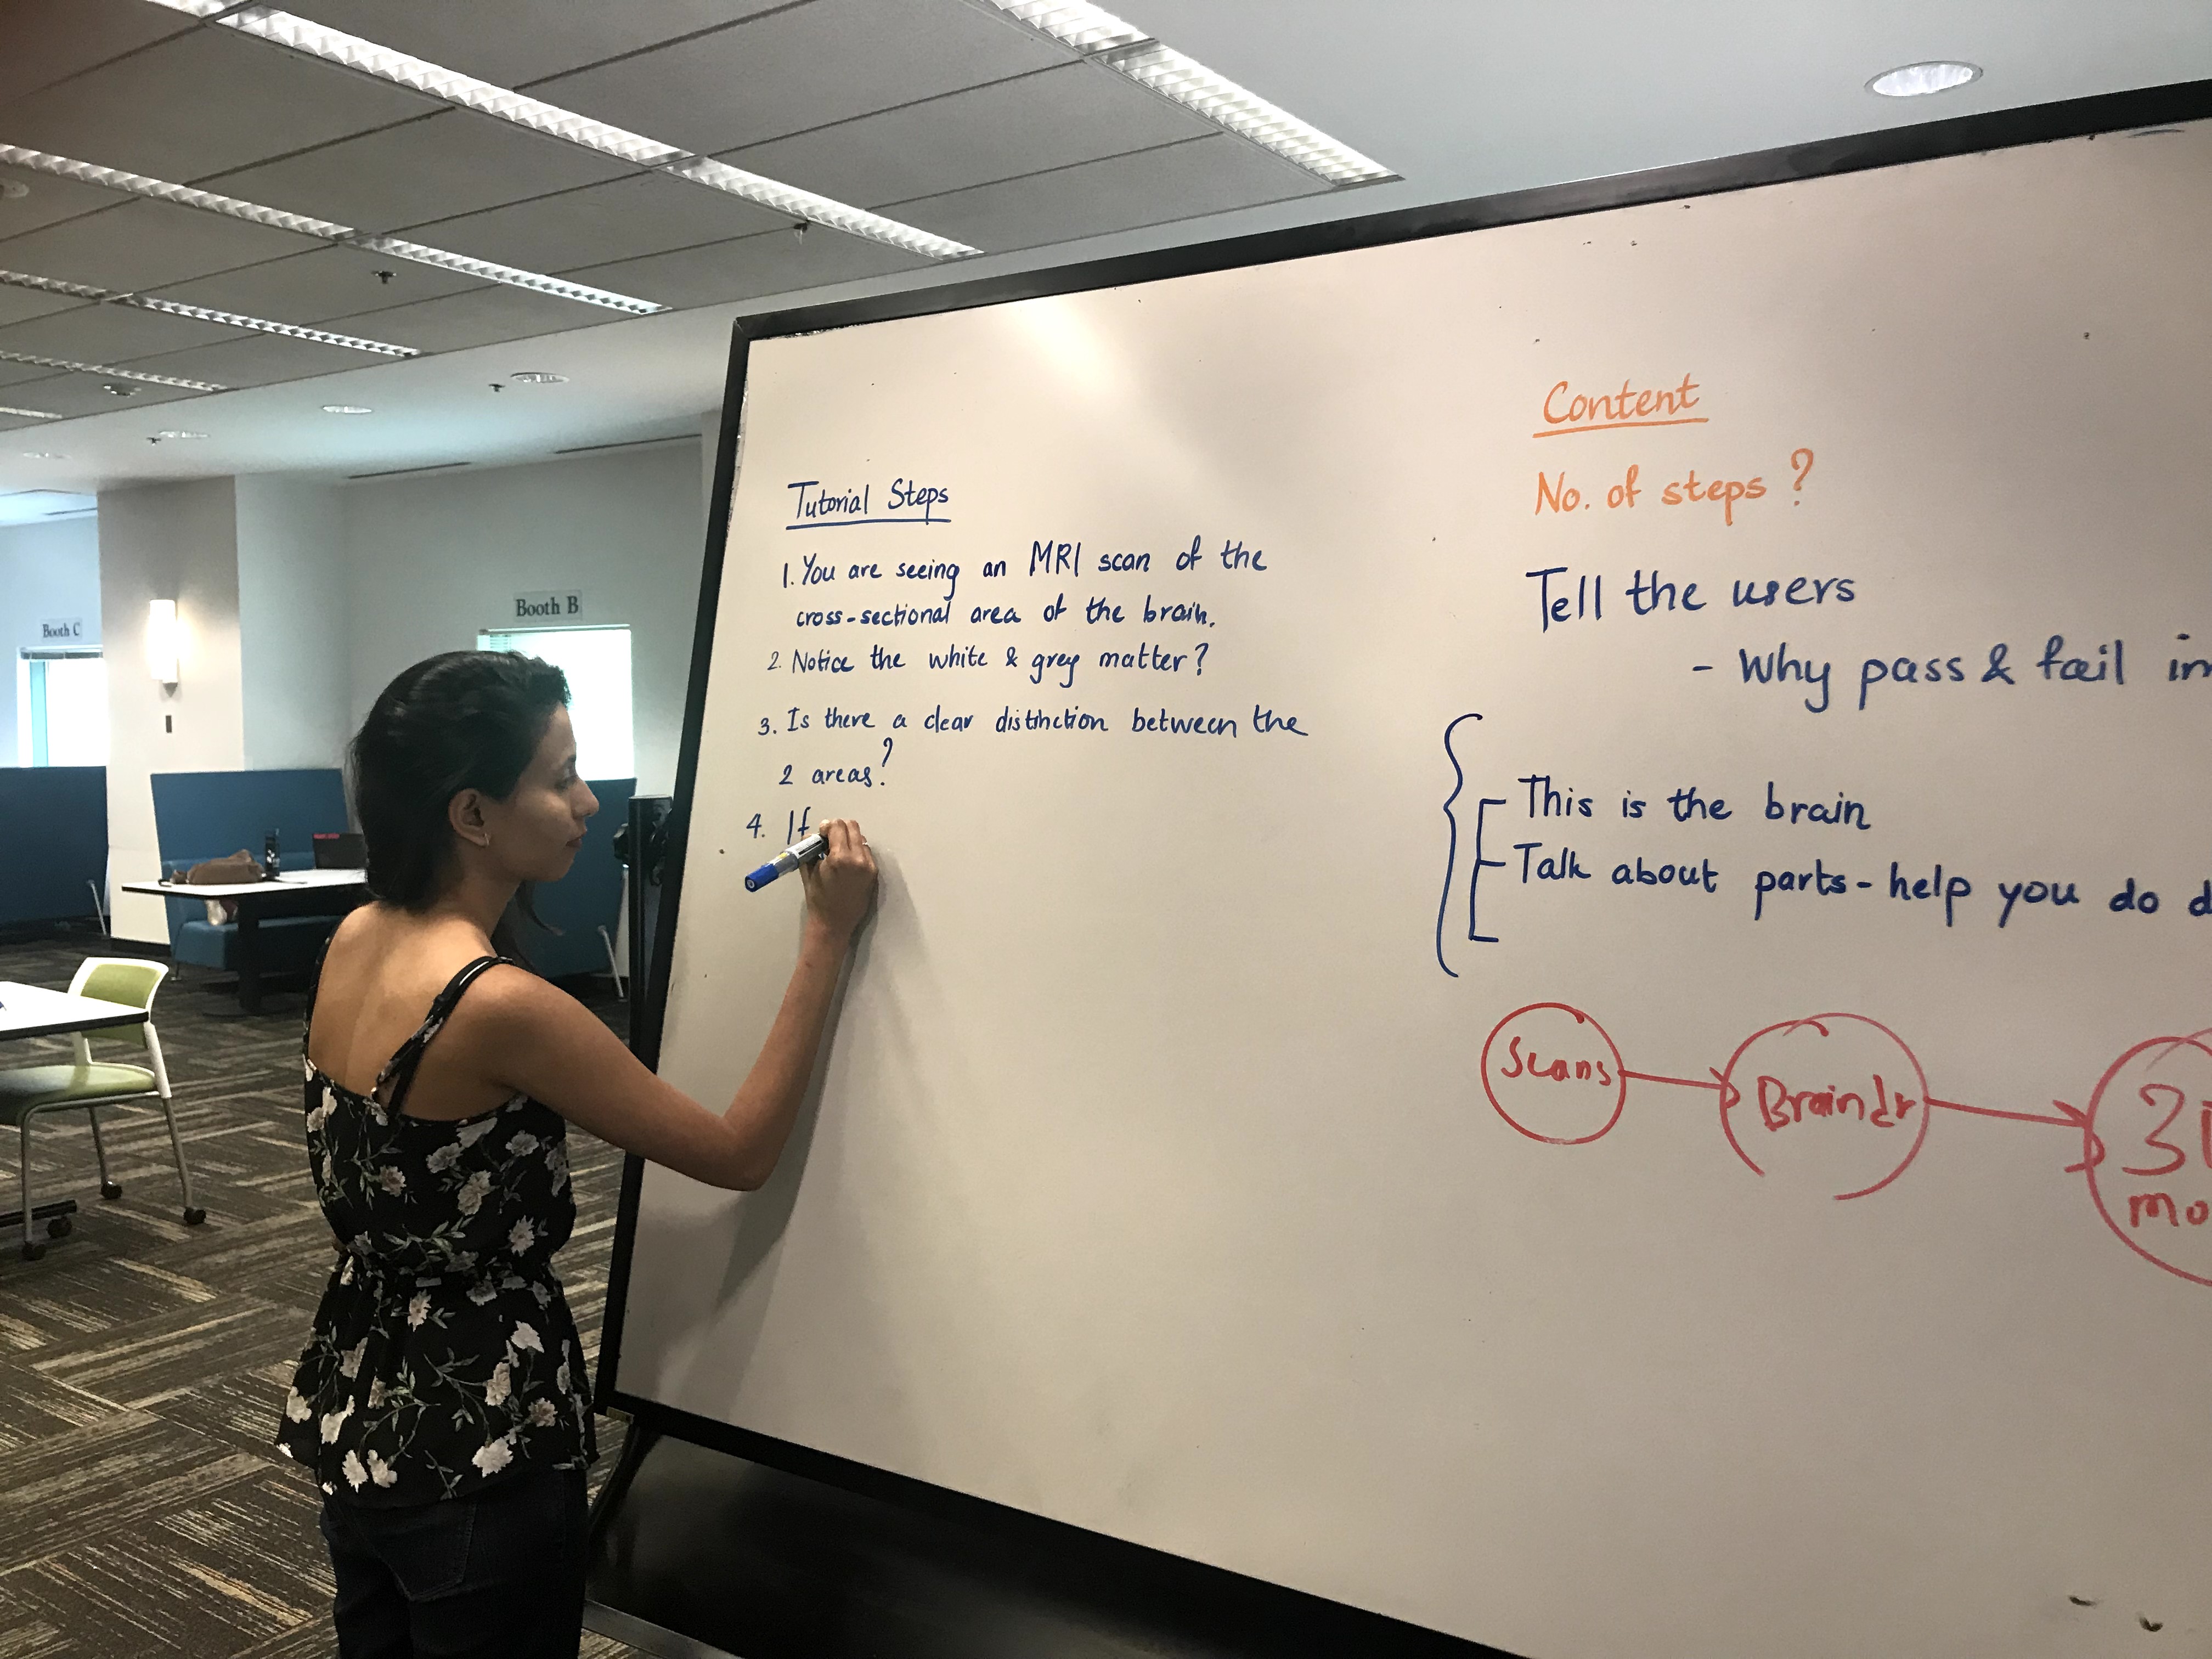 Booth C
Booth B
Tutorial Steps
1. You are seeing an MRI scan of the
cross-sectional area of the brain.
2. Notice the white & grey matter?
3. Is there a clear distinction between the
2 areas?
4. If
Content
No. of steps?
Tell the users
- Why pass & fail in
This is the brain
Talk about parts - help you do d
Scans
Braindr
3D
mo